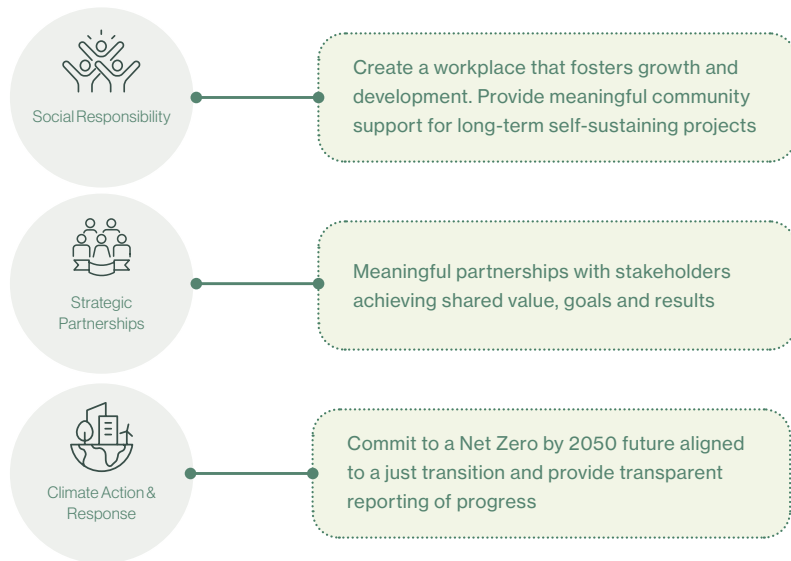 Social Responsibility
Create a workplace that fosters growth and
development. Provide meaningful community
support for long-term self-sustaining projects
Strategic
Partnerships
Meaningful partnerships with stakeholders
achieving shared value, goals and results
Climate Action &
Response
Commit to a Net Zero by 2050 future aligned
to a just transition and provide transparent
reporting of progress